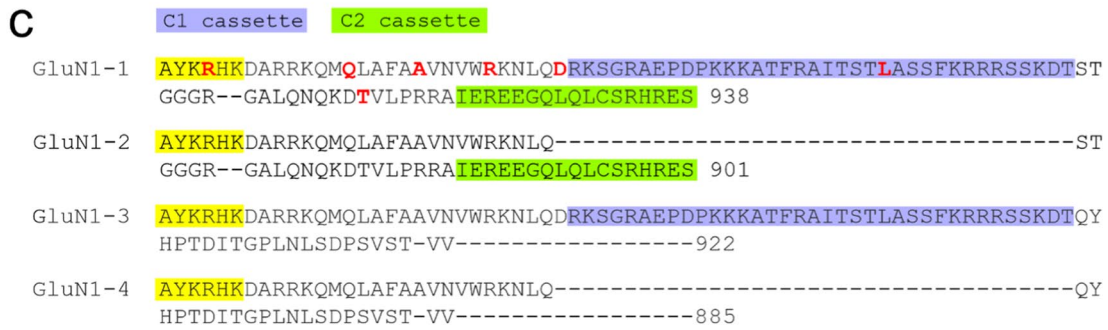 C
C1 cassette C2 cassette
GluN1-1 AYKRHKDARRKQMQLAFAAVNVWRKNLQDRKSGRAEPDPKKKATFRAITSTLASSFKRRRSSKDTST
GGGR--GALQNQKDTVLPRRAIEREEGQLQLCSRHRES 938
GluN1-2 AYKRHKDARRKQMQLAFAAVNVWRKNLQ------------------------------------ST
GGGR--GALQNQKDTVLPRRAIEREEGQLQLCSRHRES 901
GluN1-3 AYKRHKDARRKQMQLAFAAVNVWRKNLQDRKSGRAEPDPKKKATFRAITSTLASSFKRRRSSKDTQY
HPTDITGPLNLSDPSVST-VV----------------- 922
GluN1-4 AYKRHKDARRKQMQLAFAAVNVWRKNLQ------------------------------------QY
HPTDITGPLNLSDPSVST-VV----------------- 885